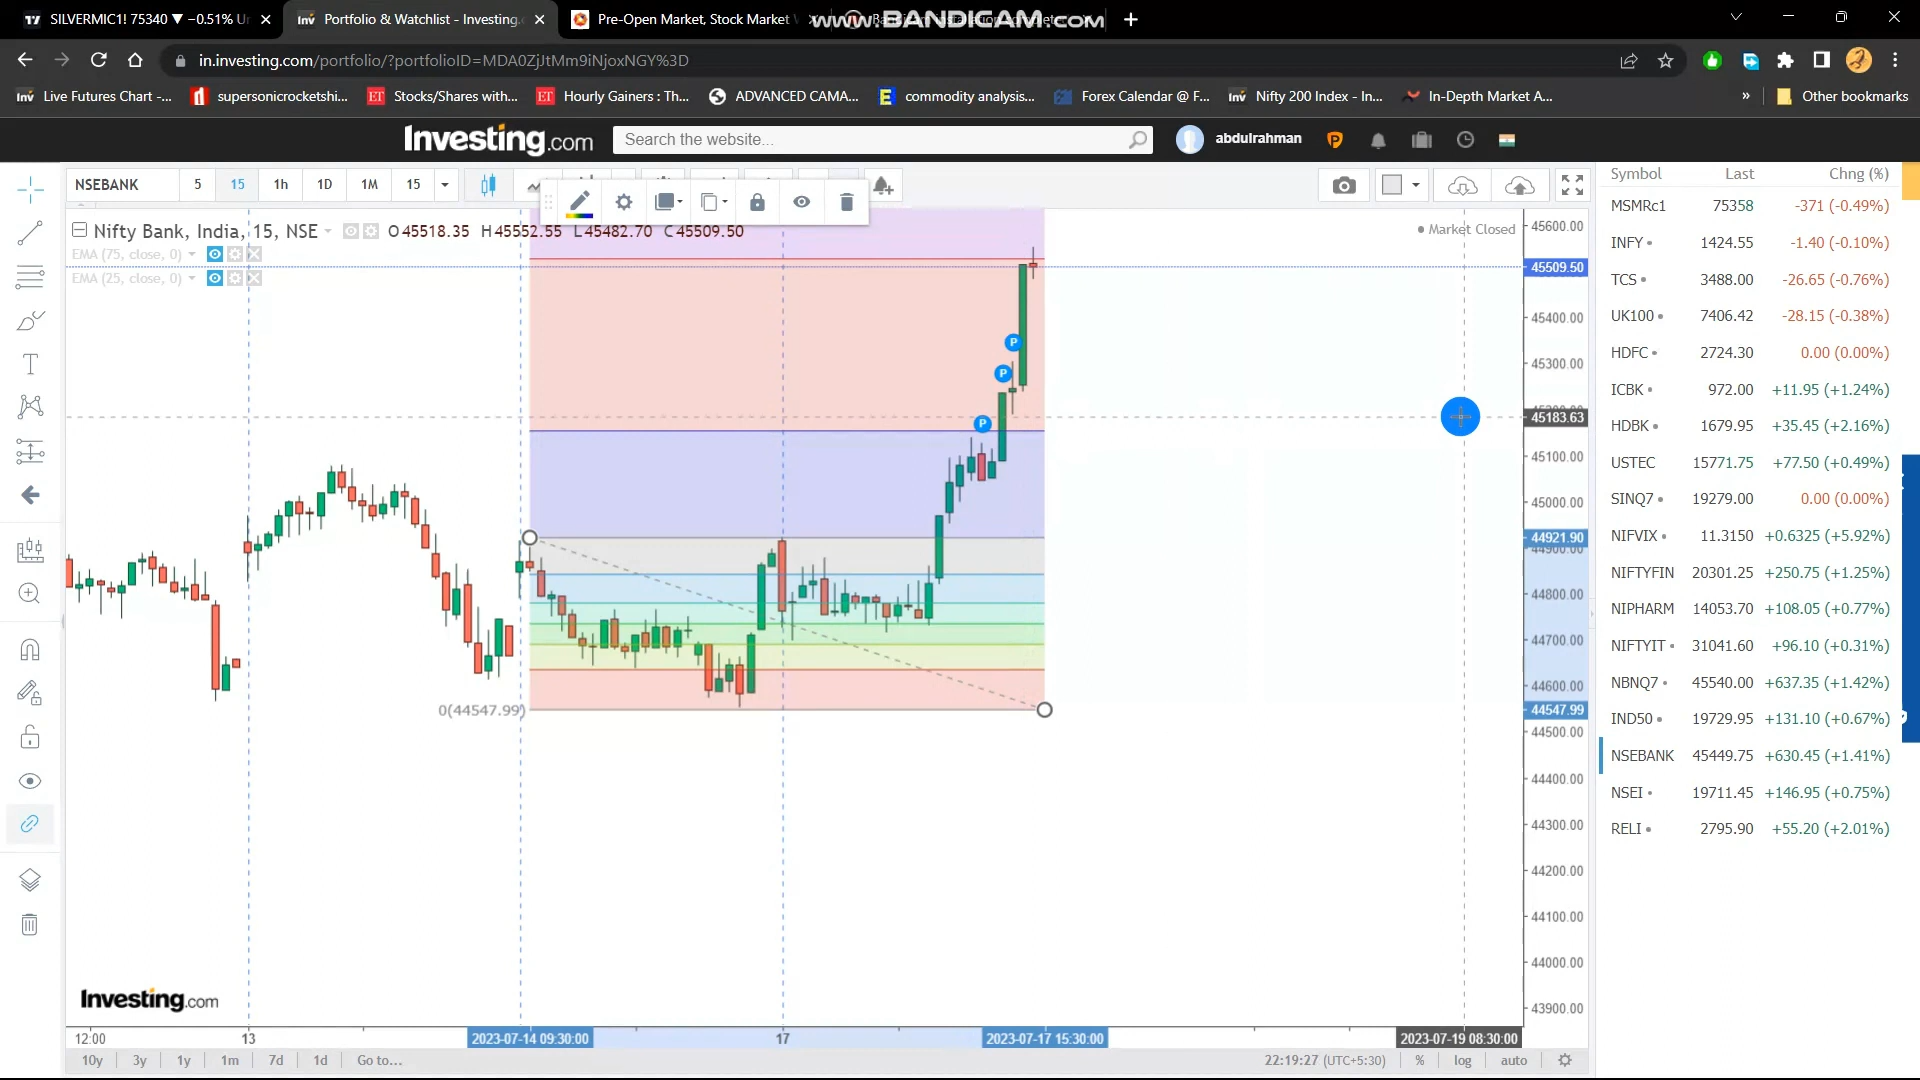 SILVERMIC1! 75340 ▼ −0.51% Un
Portfolio & Watchlist - Investing.
Pre-Open Market, Stock Market
www.BANDICAM.com
in.investing.com/portfolio/?portfolioID=MDA0ZjJtMm9iNjoxNGY%3D
Live Futures Chart -...
supersonicrocketshi...
Stocks/Shares with...
Hourly Gainers : Th...
ADVANCED CAMA...
commodity analysis...
Forex Calendar @ F...
Nifty 200 Index - In...
In-Depth Market A...
»
Other bookmarks
Investing.com
Search the website...
abdulrahman
NSEBANK 5 15 1h 1D 1M 15
Nifty Bank, India, 15, NSE O45518.35 H45552.55 L45482.70 C45509.50
Market Closed
EMA (75, close, 0)
EMA (25, close, 0)
P
P
P
0(44547.99)
45600.00
45509.50
45400.00
45300.00
45183.63
45100.00
45000.00
44921.90
44900.00
44800.00
44700.00
44600.00
44547.99
44500.00
44400.00
44300.00
44200.00
44100.00
44000.00
43900.00
Symbol Last Chng (%)
MSMRc1 75358 -371 (-0.49%)
INFY 1424.55 -1.40 (-0.10%)
TCS 3488.00 -26.65 (-0.76%)
UK100 7406.42 -28.15 (-0.38%)
HDFC 2724.30 0.00 (0.00%)
ICBK 972.00 +11.95 (+1.24%)
HDBK 1679.95 +35.45 (+2.16%)
USTEC 15771.75 +77.50 (+0.49%)
SINQ7 19279.00 0.00 (0.00%)
NIFVIX 11.3150 +0.6325 (+5.92%)
NIFTYFIN 20301.25 +250.75 (+1.25%)
NIPHARM 14053.70 +108.05 (+0.77%)
NIFTYIT 31041.60 +96.10 (+0.31%)
NBNQ7 45540.00 +637.35 (+1.42%)
IND50 19729.95 +131.10 (+0.67%)
NSEBANK 45449.75 +630.45 (+1.41%)
NSEI 19711.45 +146.95 (+0.75%)
RELI 2795.90 +55.20 (+2.01%)
Investing.com
12:00 13 2023-07-14 09:30:00 17 2023-07-17 15:30:00 2023-07-19 08:30:00
10y 3y 1y 1m 7d 1d Go to... 22:19:27 (UTC+5:30) % log auto